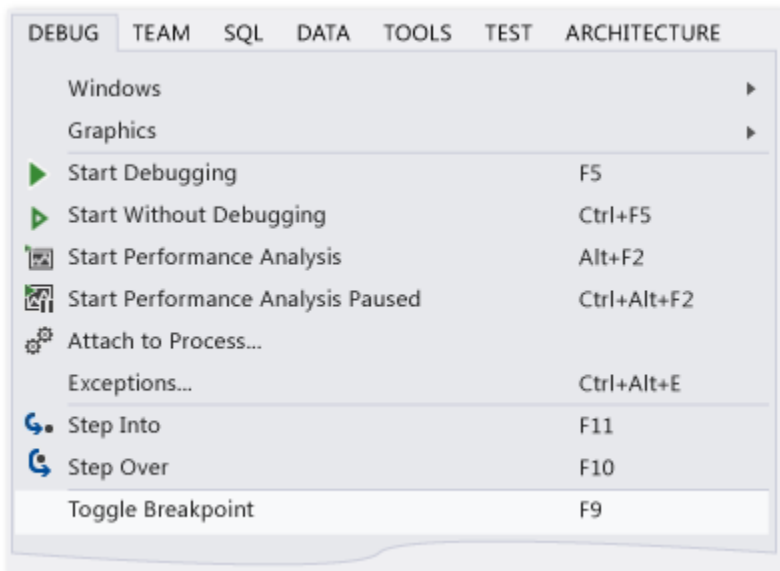 DEBUG TEAM SQL DATA TOOLS TEST ARCHITECTURE
Windows
Graphics
Start Debugging F5
Start Without Debugging Ctrl+F5
Start Performance Analysis Alt+F2
Start Performance Analysis Paused Ctrl+Alt+F2
Attach to Process...
Exceptions... Ctrl+Alt+E
Step Into F11
Step Over F10
Toggle Breakpoint F9